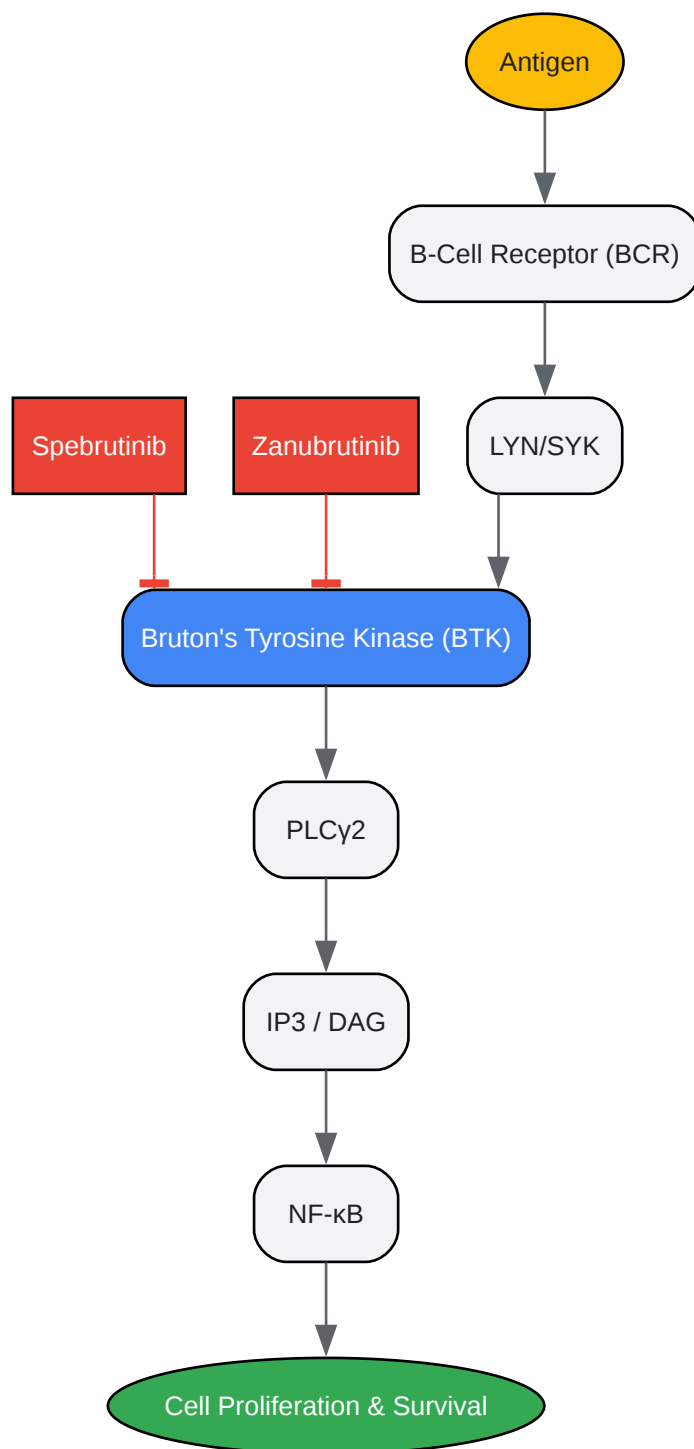 Antigen
B-Cell Receptor (BCR)
Spebrutinib
Zanubrutinib
LYN/SYK
Bruton's Tyrosine Kinase (BTK)
PLCγ2
IP3 / DAG
NF-κB
Cell Proliferation & Survival